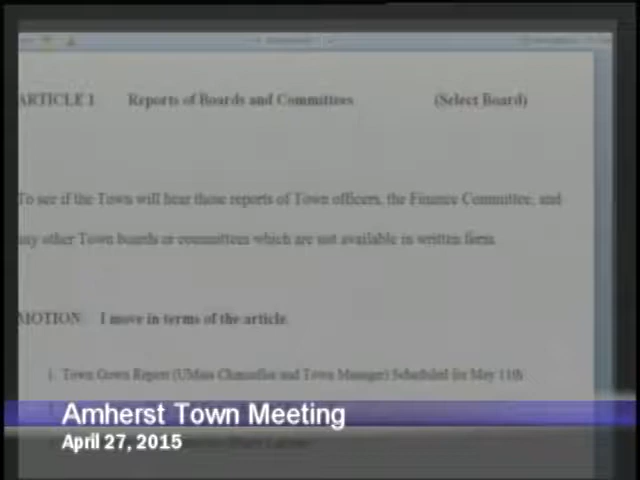 ARTICLE 1 Reports of Boards and Committees (Select Board)
To see if the Town will hear those reports of Town officers, the Finance Committee, and
any other Town boards or committees which are not available in written form.
MOTION: I move in terms of the article.
1. Town Gown Report (UMass Chancellor and Town Manager) Scheduled for May 11th
Amherst Town Meeting
April 27, 2015